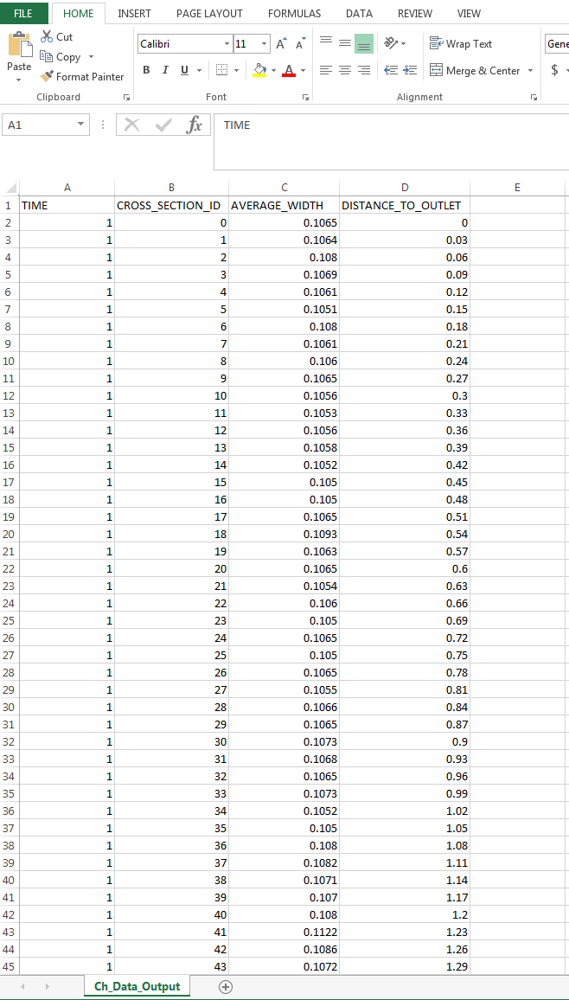 FILE HOME INSERT PAGE LAYOUT FORMULAS DATA REVIEW VIEW
Cut
Copy
Format Painter
Paste
Clipboard
Calibri 11 A A
B I U A
Font
Wrap Text
Merge & Center
Alignment
Gene
$
A1 fx TIME
A B C D E
1 TIME CROSS_SECTION_ID AVERAGE_WIDTH DISTANCE_TO_OUTLET
2 1 0 0.1065 0
3 1 1 0.1064 0.03
4 1 2 0.108 0.06
5 1 3 0.1069 0.09
6 1 4 0.1061 0.12
7 1 5 0.1051 0.15
8 1 6 0.108 0.18
9 1 7 0.1061 0.21
10 1 8 0.106 0.24
11 1 9 0.1065 0.27
12 1 10 0.1056 0.3
13 1 11 0.1053 0.33
14 1 12 0.1056 0.36
15 1 13 0.1058 0.39
16 1 14 0.1052 0.42
17 1 15 0.105 0.45
18 1 16 0.105 0.48
19 1 17 0.1065 0.51
20 1 18 0.1093 0.54
21 1 19 0.1063 0.57
22 1 20 0.1065 0.6
23 1 21 0.1054 0.63
24 1 22 0.106 0.66
25 1 23 0.105 0.69
26 1 24 0.1065 0.72
27 1 25 0.105 0.75
28 1 26 0.1065 0.78
29 1 27 0.1055 0.81
30 1 28 0.1066 0.84
31 1 29 0.1065 0.87
32 1 30 0.1073 0.9
33 1 31 0.1068 0.93
34 1 32 0.1065 0.96
35 1 33 0.1073 0.99
36 1 34 0.1052 1.02
37 1 35 0.105 1.05
38 1 36 0.108 1.08
39 1 37 0.1082 1.11
40 1 38 0.1071 1.14
41 1 39 0.107 1.17
42 1 40 0.108 1.2
43 1 41 0.1122 1.23
44 1 42 0.1086 1.26
45 1 43 0.1072 1.29
Ch_Data_Output